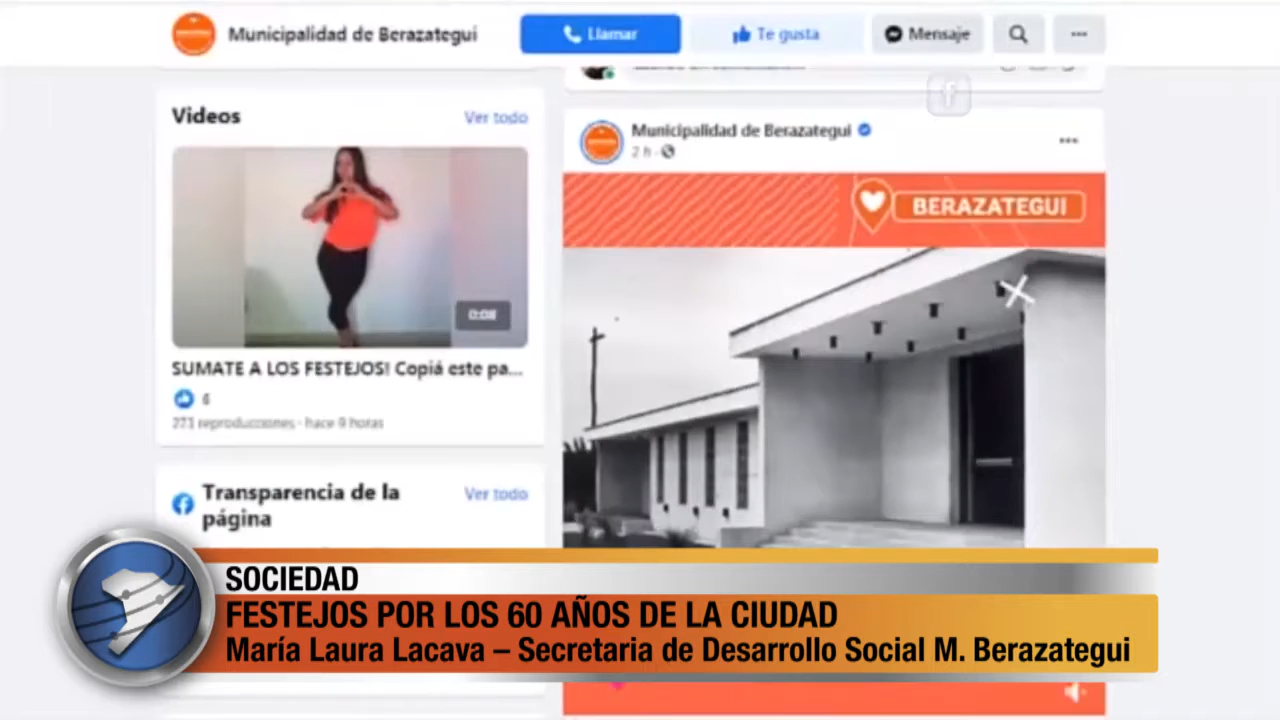 Municipalidad de Berazategui
Llamar
Te gusta
Mensaje
Videos
Ver todo
0:08
SUMATE A LOS FESTEJOS! Copiá este pa...
6
273 reproducciones · hace 9 horas
Transparencia de la
página
Ver todo
Municipalidad de Berazategui
2 h ·
BERAZATEGUI
SOCIEDAD
FESTEJOS POR LOS 60 AÑOS DE LA CIUDAD
María Laura Lacava – Secretaria de Desarrollo Social M. Berazategui